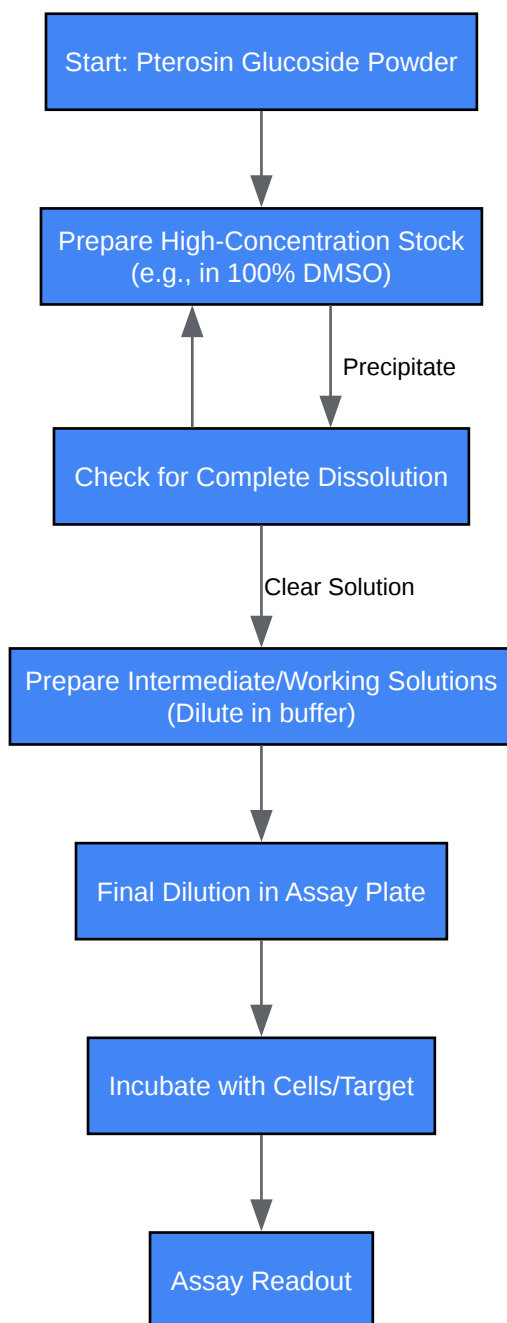 Start: Pterosin Glucoside Powder
Prepare High-Concentration Stock
(e.g., in 100% DMSO)
Precipitate
Check for Complete Dissolution
Clear Solution
Prepare Intermediate/Working Solutions
(Dilute in buffer)
Final Dilution in Assay Plate
Incubate with Cells/Target
Assay Readout